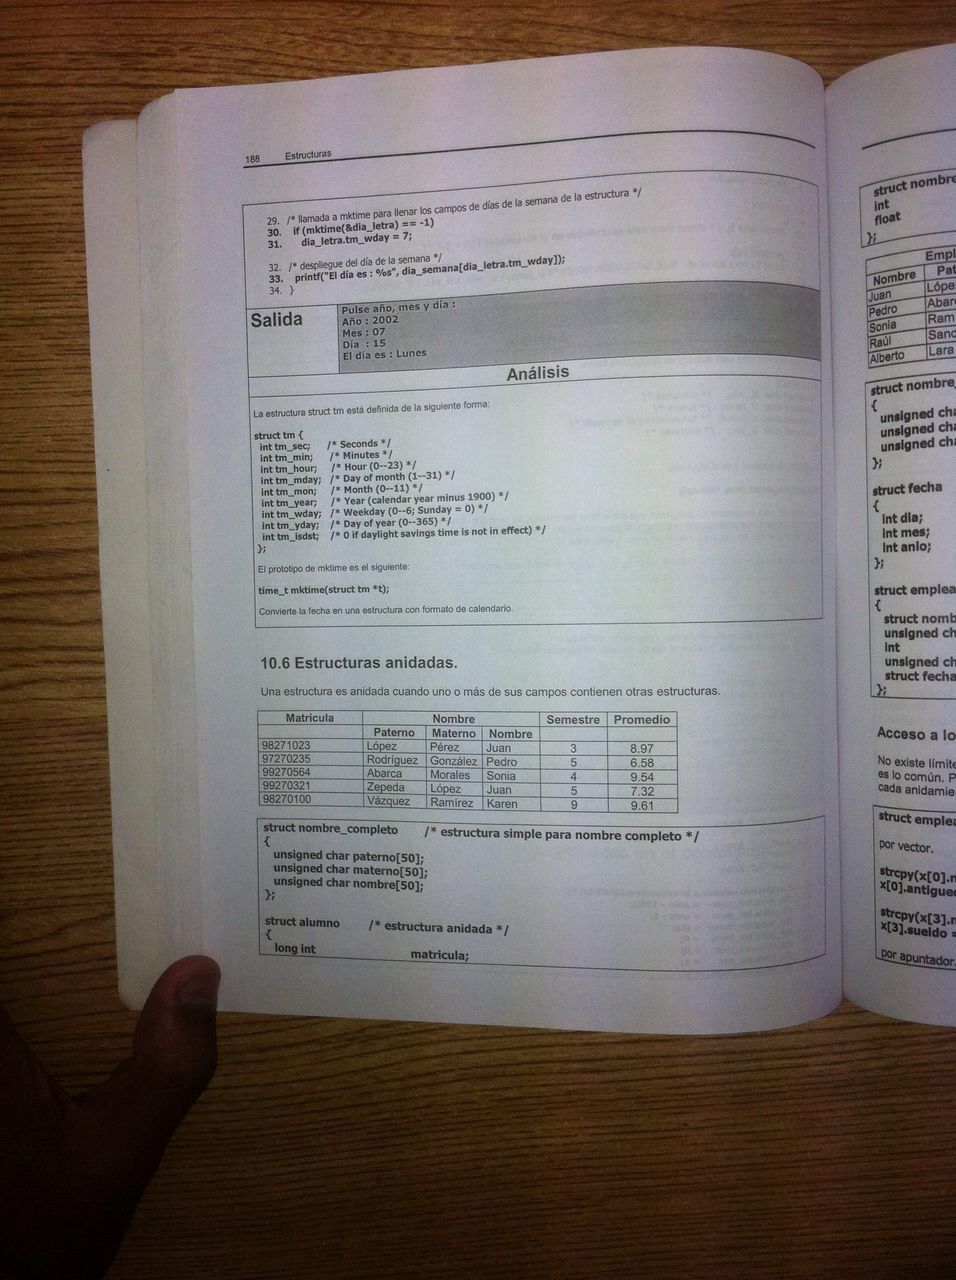 188 Estructuras
29. /* llamada a mktime para llenar los campos de días de la semana de la estructura */
30. if (mktime(&dia_letra) == -1)
31. dia_letra.tm_wday = 7;
32. /* despliegue del día de la semana */
33. printf("El día es : %s", dia_semana[dia_letra.tm_wday]);
34. }
Salida
Pulse año, mes y día :
Año : 2002
Mes : 07
Día : 15
El día es : Lunes
Análisis
La estructura struct tm está definida de la siguiente forma:
struct tm {
int tm_sec; /* Seconds */
int tm_min; /* Minutes */
int tm_hour; /* Hour (0--23) */
int tm_mday; /* Day of month (1--31) */
int tm_mon; /* Month (0--11) */
int tm_year; /* Year (calendar year minus 1900) */
int tm_wday; /* Weekday (0--6; Sunday = 0) */
int tm_yday; /* Day of year (0--365) */
int tm_isdst; /* 0 if daylight savings time is not in effect) */
};
El prototipo de mktime es el siguiente:
time_t mktime(struct tm *t);
Convierte la fecha en una estructura con formato de calendario.
10.6 Estructuras anidadas.
Una estructura es anidada cuando uno o más de sus campos contienen otras estructuras.
Matricula Nombre Semestre Promedio
Paterno Materno Nombre
98271023 López Pérez Juan 3 8.97
97270235 Rodríguez González Pedro 5 6.58
99270564 Abarca Morales Sonia 4 9.54
99270321 Zepeda López Juan 5 7.32
98270100 Vázquez Ramírez Karen 9 9.61
struct nombre_completo /* estructura simple para nombre completo */
{
unsigned char paterno[50];
unsigned char materno[50];
unsigned char nombre[50];
};
struct alumno /* estructura anidada */
{
long int matricula;
struct nombre
int
float
};
Empl
Nombre Pat
Juan Lópe
Pedro Abar
Sonia Ram
Raúl Sanc
Alberto Lara
struct nombre_
{
unsigned cha
unsigned cha
unsigned cha
};
struct fecha
{
int dia;
int mes;
int anio;
};
struct emplea
{
struct nomb
unsigned ch
int
unsigned ch
struct fecha
};
Acceso a lo
No existe límite
es lo común. P
cada anidamie
struct emplea
por vector.
strcpy(x[0].n
x[0].antigued
strcpy(x[3].n
x[3].sueldo =
por apuntador.